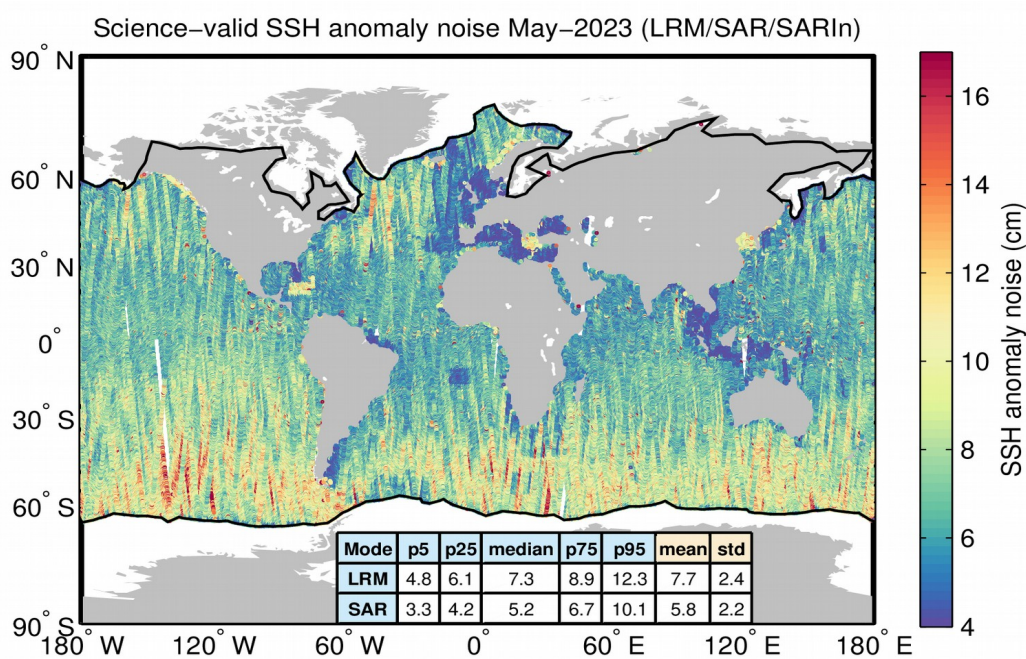 Science−valid SSH anomaly noise May−2023 (LRM/SAR/SARIn)
90° N
60° N
30° N
0°
30° S
60° S
90° S
180° W
120° W
60° W
0°
60° E
120° E
180° E
Mode p5 p25 median p75 p95 mean std
LRM 4.8 6.1 7.3 8.9 12.3 7.7 2.4
SAR 3.3 4.2 5.2 6.7 10.1 5.8 2.2
16
14
12
10
8
6
4
SSH anomaly noise (cm)